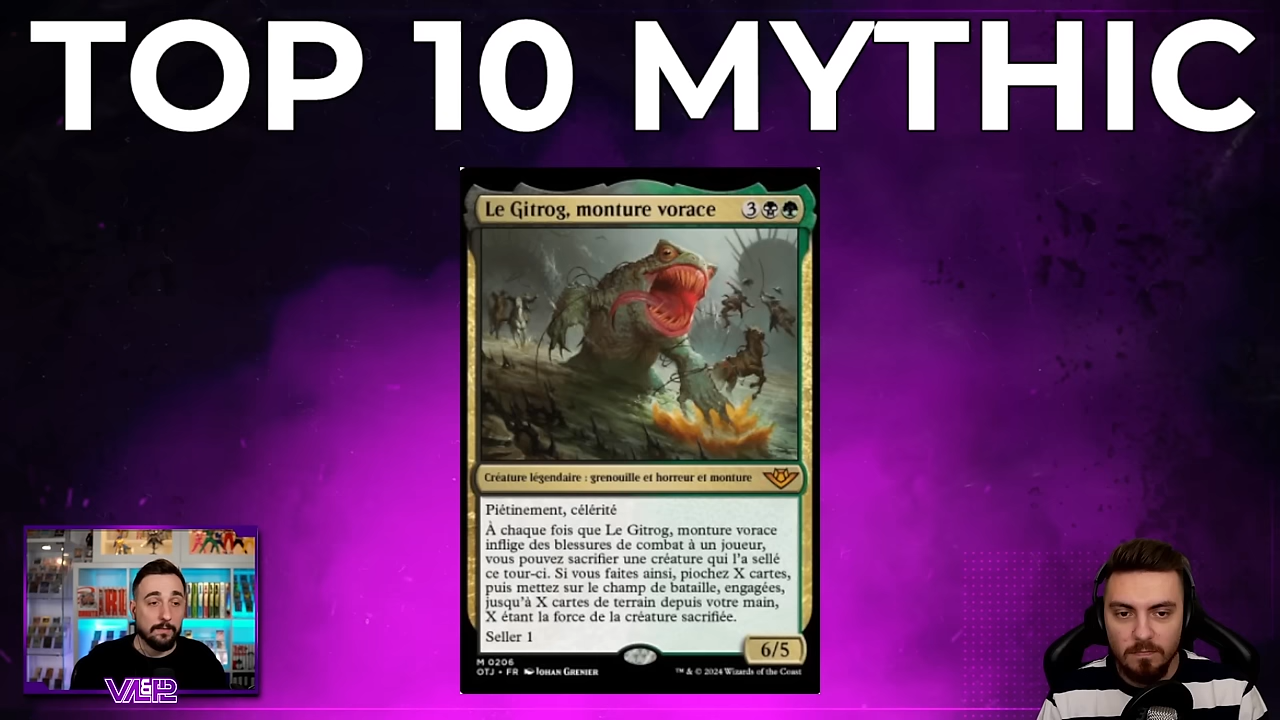 TOP 10 MYTHIC
Le Gitrog, monture vorace 3
Créature légendaire : grenouille et horreur et monture
Piétinement, célérité
À chaque fois que Le Gitrog, monture vorace
inflige des blessures de combat à un joueur,
vous pouvez sacrifier une créature qui l'a sellé
ce tour-ci. Si vous faites ainsi, piochez X cartes,
puis mettez sur le champ de bataille, engagées,
jusqu'à X cartes de terrain depuis votre main,
X étant la force de la créature sacrifiée.
Seller 1
6/5
M 0206
OTJ • FR Johan Grenier
™ & © 2024 Wizards of the Coast